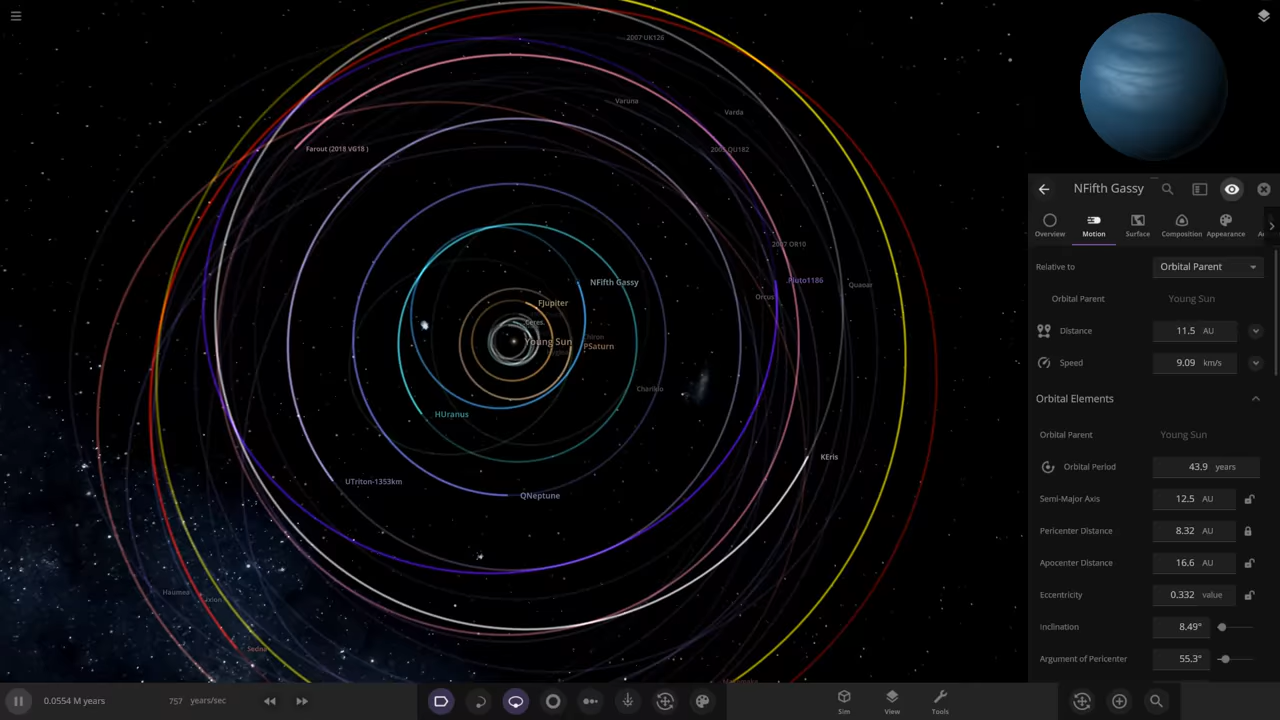 2007 UK126
Varuna
Varda
Farout (2018 VG18 )
2005 QU182
2007 OR10
NFifth Gassy
Pluto1186
Quaoar
Orcus
FJupiter
Ceres
Young Sun
PSaturn
Chariklo
HUranus
KEris
UTriton-1353km
QNeptune
Haumea
Ixion
Sedna
NFifth Gassy
Overview
Motion
Surface
Composition
Appearance
Relative to
Orbital Parent
Orbital Parent
Young Sun
Distance
11.5 AU
Speed
9.09 km/s
Orbital Elements
Orbital Parent
Young Sun
Orbital Period
43.9 years
Semi-Major Axis
12.5 AU
Pericenter Distance
8.32 AU
Apocenter Distance
16.6 AU
Eccentricity
0.332 value
Inclination
8.49°
Argument of Pericenter
55.3°
0.0554 M years
757 years/sec
Sim
View
Tools